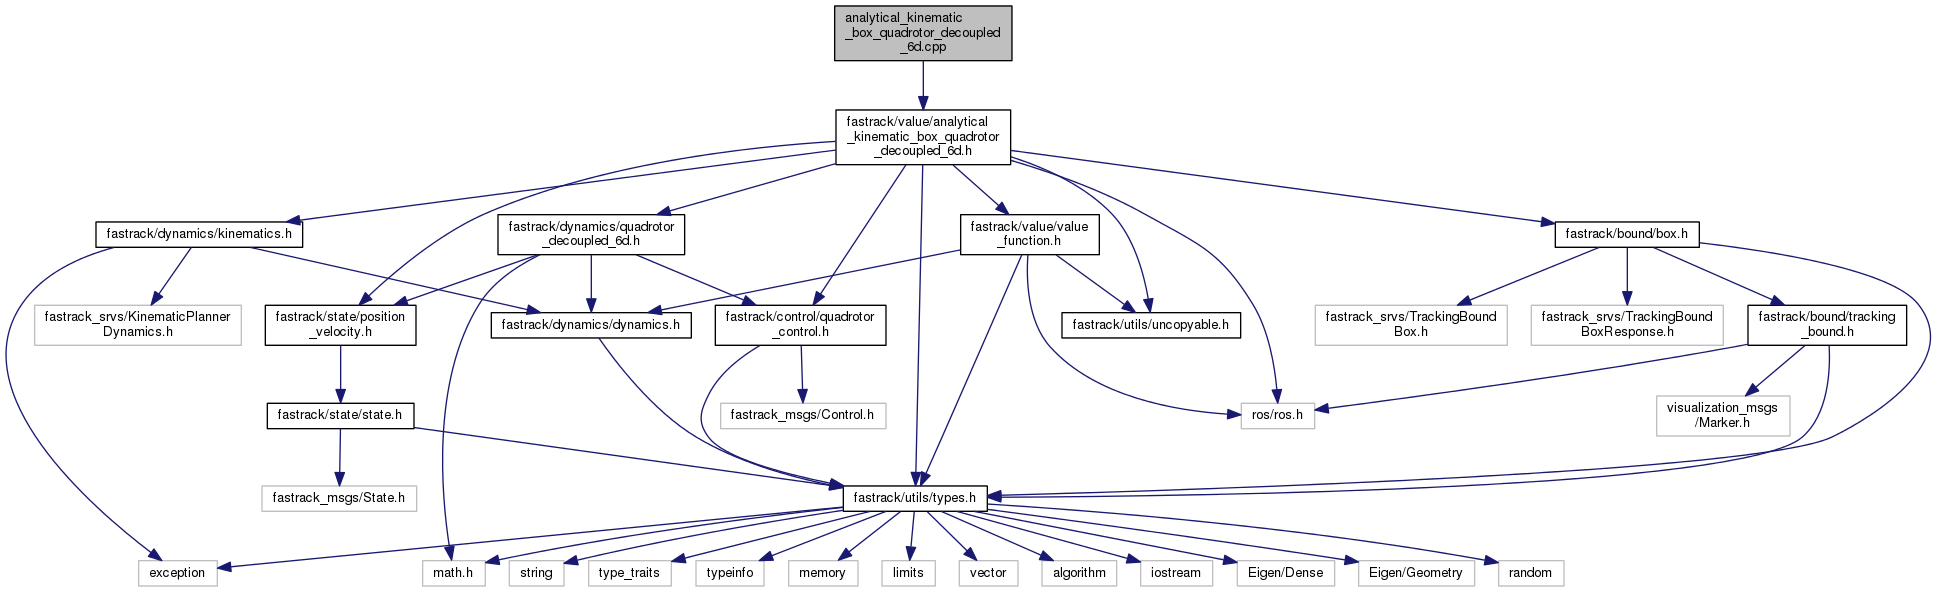 analytical_kinematic
_box_quadrotor_decoupled
_6d.cpp
fastrack/value/analytical
_kinematic_box_quadrotor
_decoupled_6d.h
fastrack/dynamics/kinematics.h
fastrack/dynamics/quadrotor
_decoupled_6d.h
fastrack/value/value
_function.h
fastrack/bound/box.h
fastrack_srvs/KinematicPlanner
Dynamics.h
fastrack/state/position
_velocity.h
fastrack/dynamics/dynamics.h
fastrack/control/quadrotor
_control.h
fastrack/utils/uncopyable.h
fastrack_srvs/TrackingBound
Box.h
fastrack_srvs/TrackingBound
BoxResponse.h
fastrack/bound/tracking
_bound.h
fastrack/state/state.h
fastrack_msgs/Control.h
ros/ros.h
visualization_msgs
/Marker.h
fastrack_msgs/State.h
fastrack/utils/types.h
exception
math.h
string
type_traits
typeinfo
memory
limits
vector
algorithm
iostream
Eigen/Dense
Eigen/Geometry
random